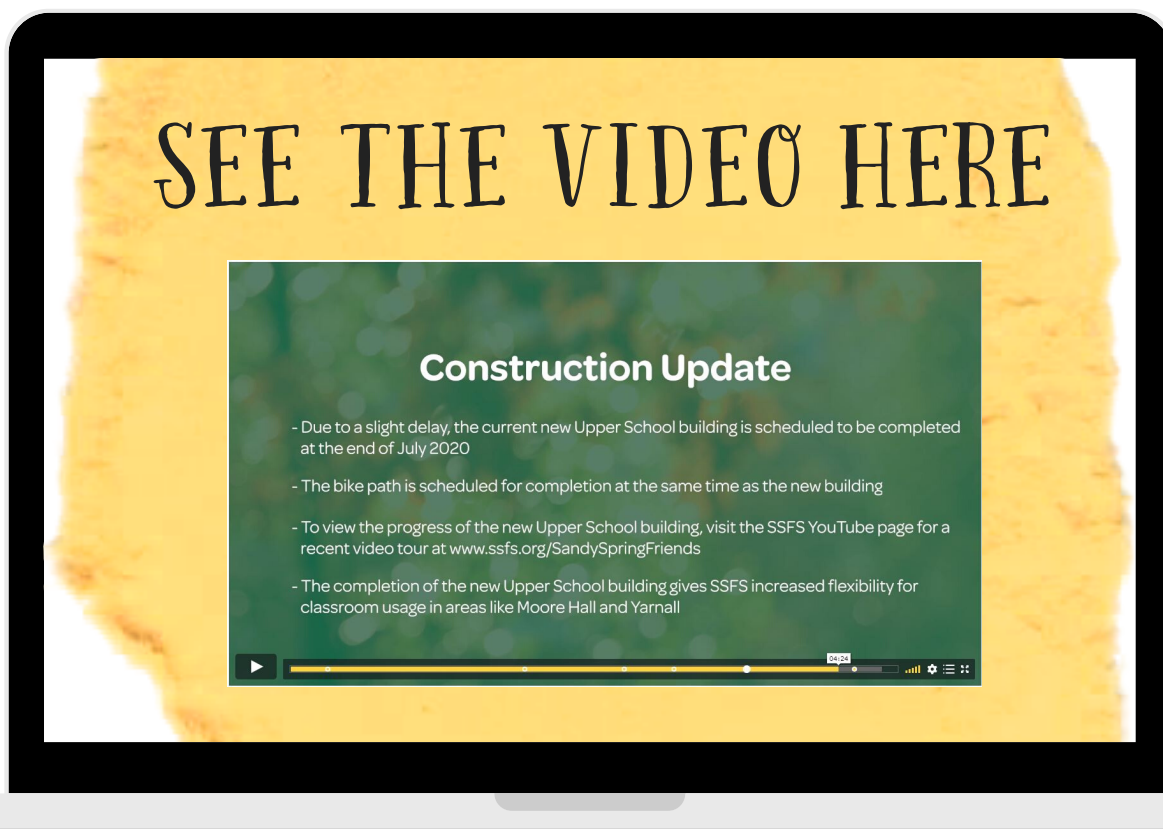 SEE THE VIDEO HERE
Construction Update
- Due to a slight delay, the current new Upper School building is scheduled to be completed
at the end of July 2020
- The bike path is scheduled for completion at the same time as the new building
- To view the progress of the new Upper School building, visit the SSFS YouTube page for a
recent video tour at www.ssfs.org/SandySpringFriends
- The completion of the new Upper School building gives SSFS increased flexibility for
classroom usage in areas like Moore Hall and Yarnall
04:24